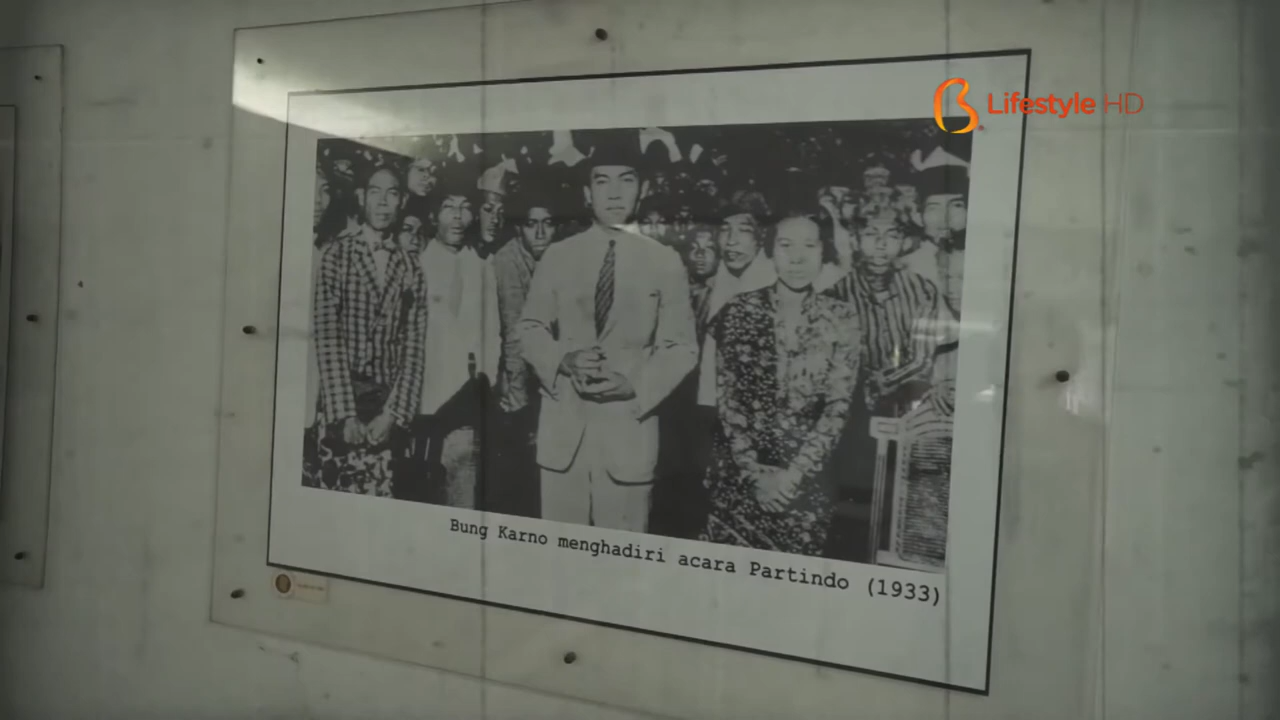 Lifestyle HD
Bung Karno menghadiri acara Partindo (1933)